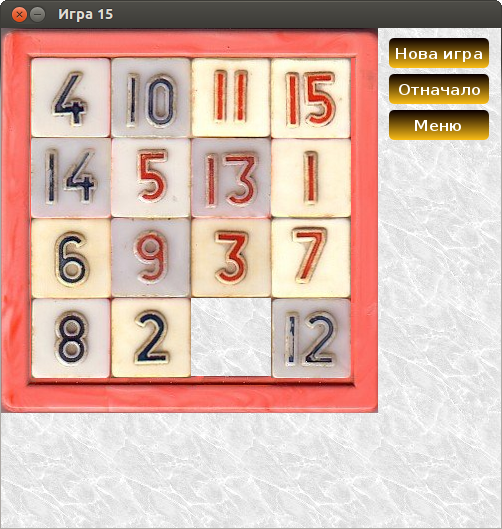 Игра 15
4 10 11 15
14 5 13 1
6 9 3 7
8 2 12
Нова игра
Отначало
Меню